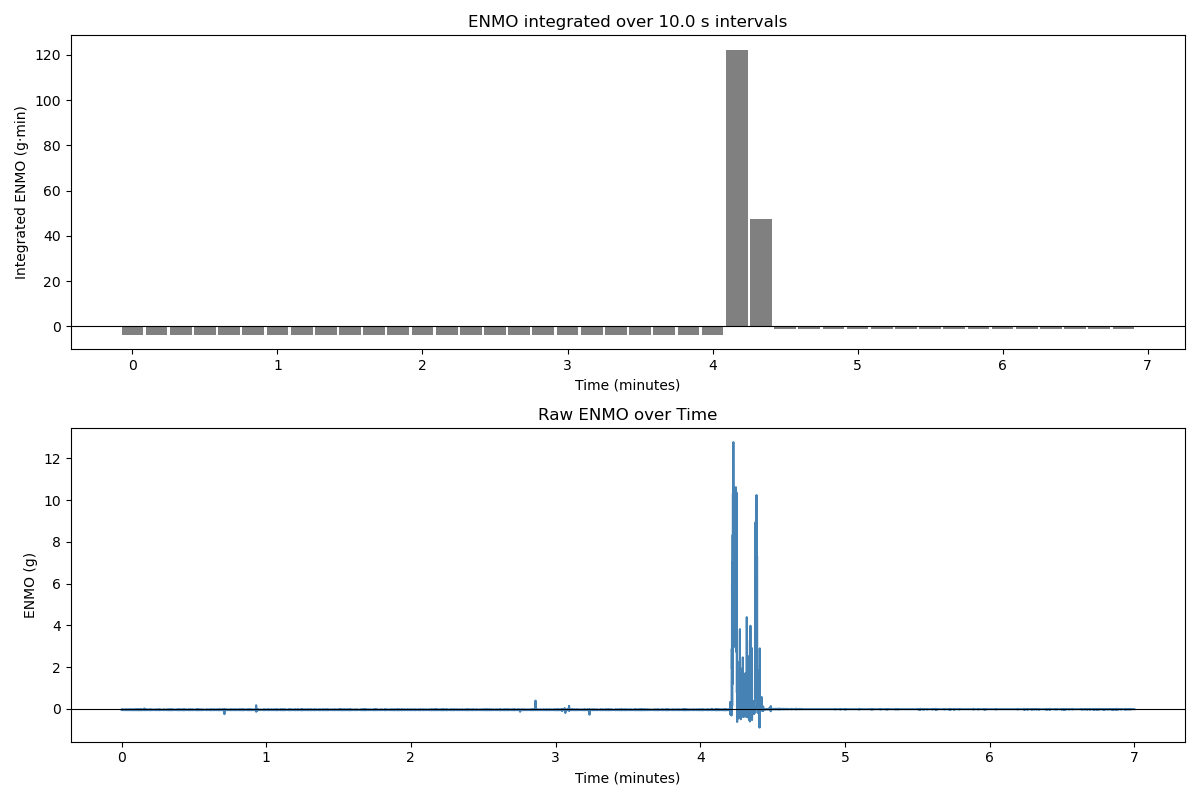 ENMO integrated over 10.0 s intervals
120
100
80
60
40
20
0
Integrated ENMO (g·min)
0 1 2 3 4 5 6 7
Time (minutes)
Raw ENMO over Time
12
10
8
6
4
2
0
ENMO (g)
0 1 2 3 4 5 6 7
Time (minutes)